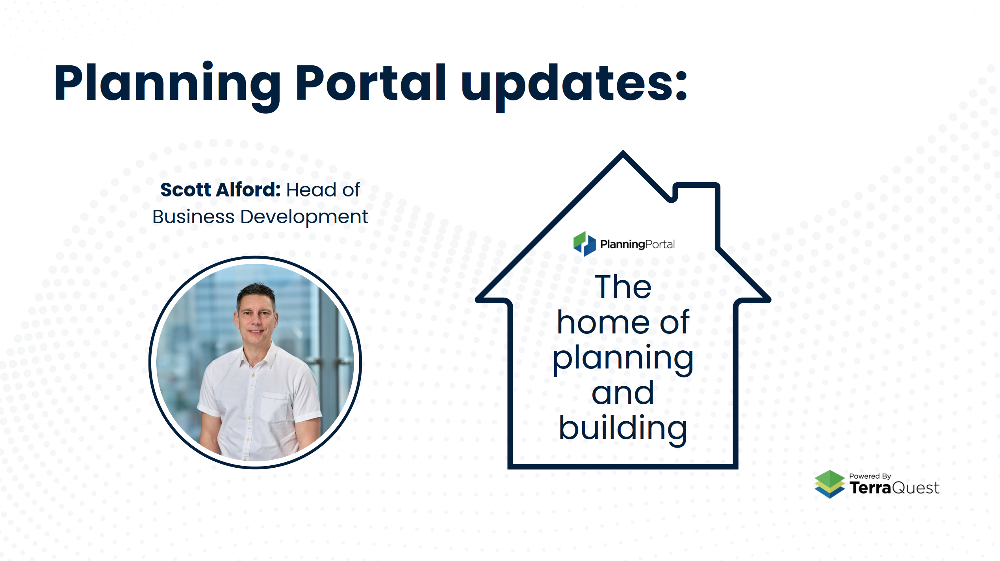 Planning Portal updates:
Scott Alford: Head of
Business Development
PlanningPortal
The
home of
planning
and
building
Powered By
TerraQuest